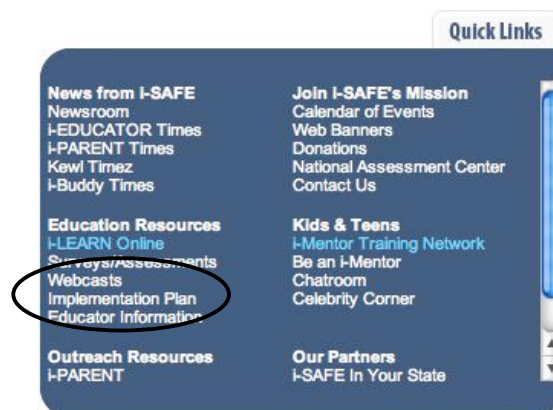 Quick Links
News from i-SAFE
Newsroom
i-EDUCATOR Times
i-PARENT Times
Kewl Timez
i-Buddy Times
Education Resources
i-LEARN Online
Surveys/Assessments
Webcasts
Implementation Plan
Educator Information
Outreach Resources
i-PARENT
Join i-SAFE's Mission
Calendar of Events
Web Banners
Donations
National Assessment Center
Contact Us
Kids & Teens
i-Mentor Training Network
Be an i-Mentor
Chatroom
Celebrity Corner
Our Partners
i-SAFE In Your State